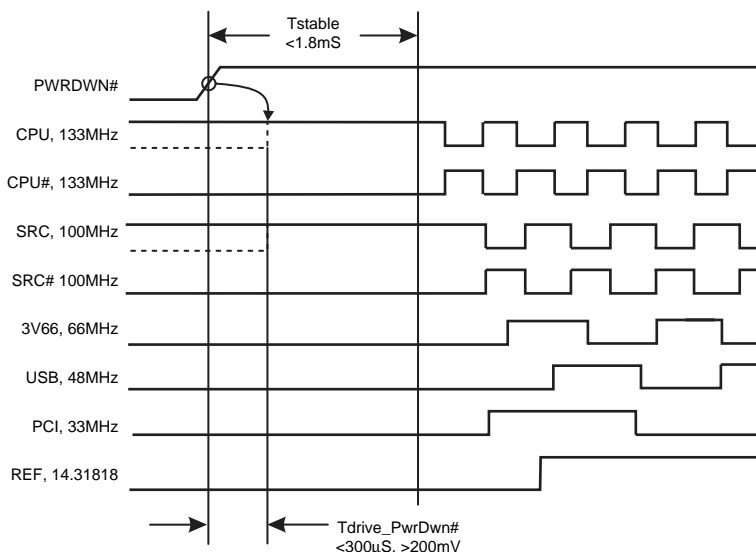 Tstable
<1.8mS
PWRDWN#
CPU, 133MHz
CPU#, 133MHz
SRC, 100MHz
SRC# 100MHz
3V66, 66MHz
USB, 48MHz
PCI, 33MHz
REF, 14.31818
Tdrive_PwrDwn#
<300µS, >200mV